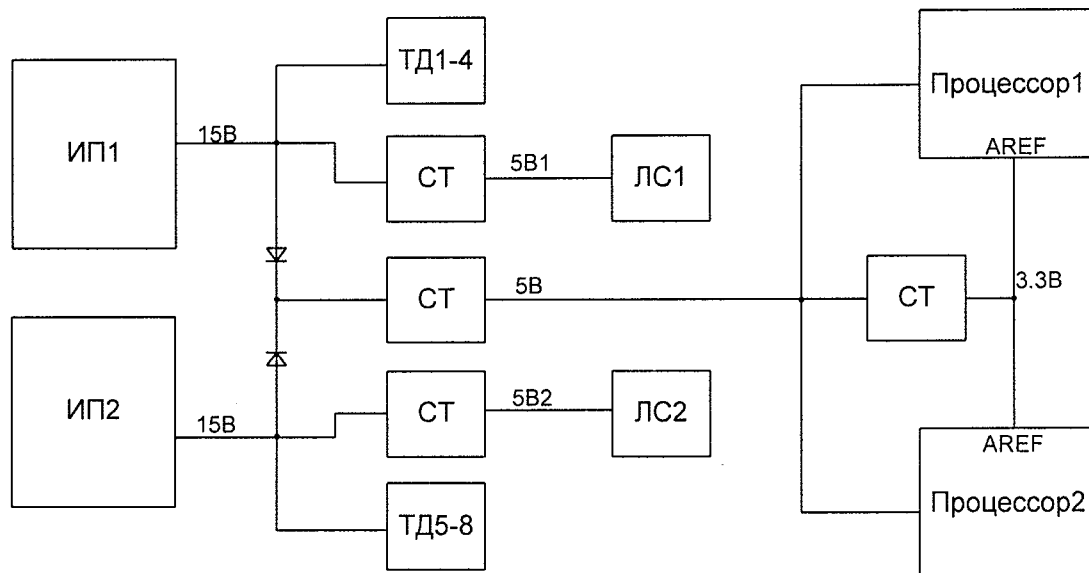 ТД1-4
Процессор1
AREF
ИП1
15В
СТ
5В1
ЛС1
СТ
5В
СТ
3.3В
ИП2
15В
СТ
5В2
ЛС2
AREF
Процессор2
ТД5-8